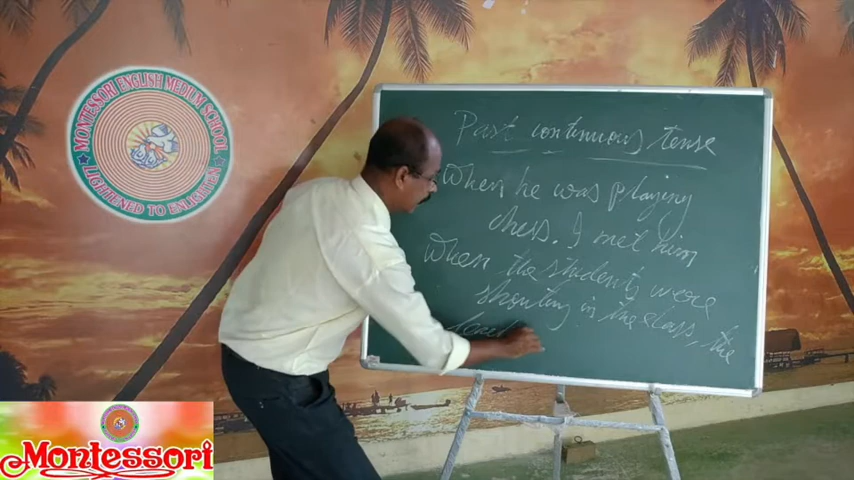 MONTESSORI ENGLISH MEDIUM SCHOOL
LIGHTENED TO ENLIGHTEN
Past continuous tense
When he was playing
chess. I met him
When the students were
shouting in the class, the
Montessori